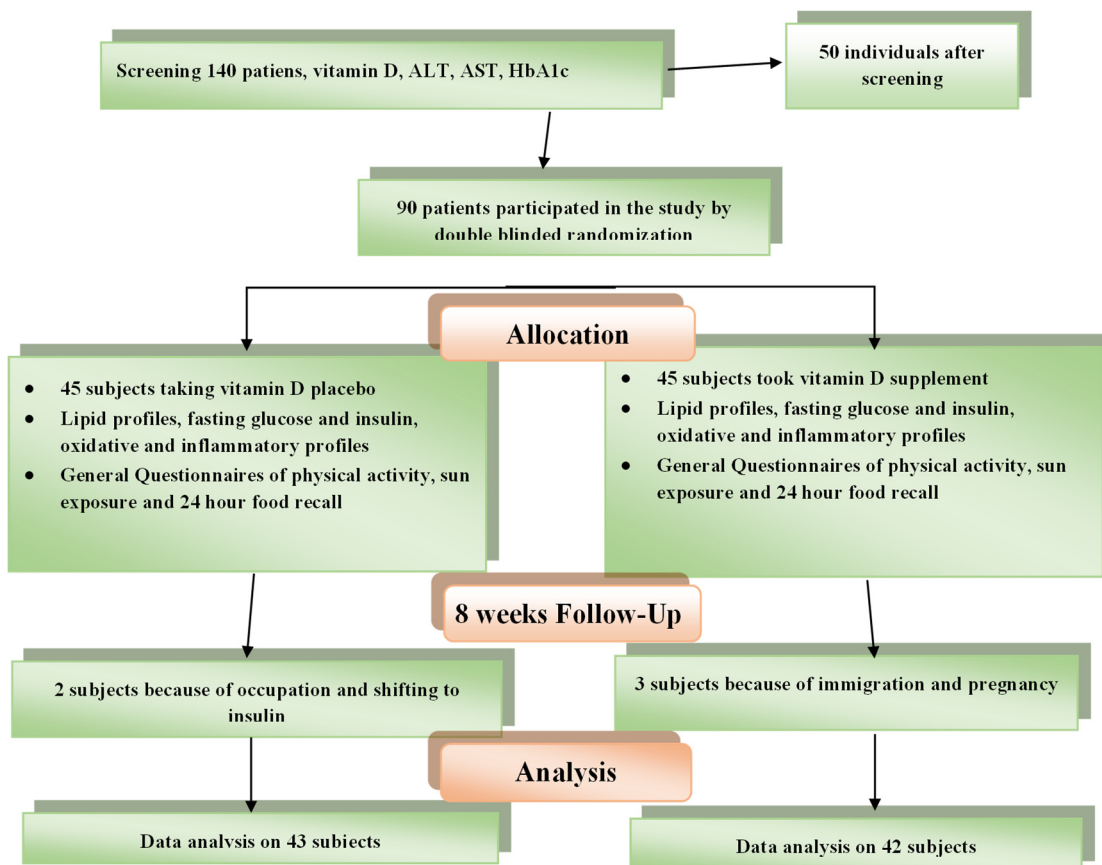 Screening 140 patiens, vitamin D, ALT, AST, HbA1c
50 individuals after
screening
90 patients participated in the study by
double blinded randomization
Allocation
• 45 subjects taking vitamin D placebo
• Lipid profiles, fasting glucose and insulin,
oxidative and inflammatory profiles
• General Questionnaires of physical activity, sun
exposure and 24 hour food recall
• 45 subjects took vitamin D supplement
• Lipid profiles, fasting glucose and insulin,
oxidative and inflammatory profiles
• General Questionnaires of physical activity, sun
exposure and 24 hour food recall
8 weeks Follow-Up
2 subjects because of occupation and shifting to
insulin
3 subjects because of immigration and pregnancy
Analysis
Data analysis on 43 subjects
Data analysis on 42 subjects